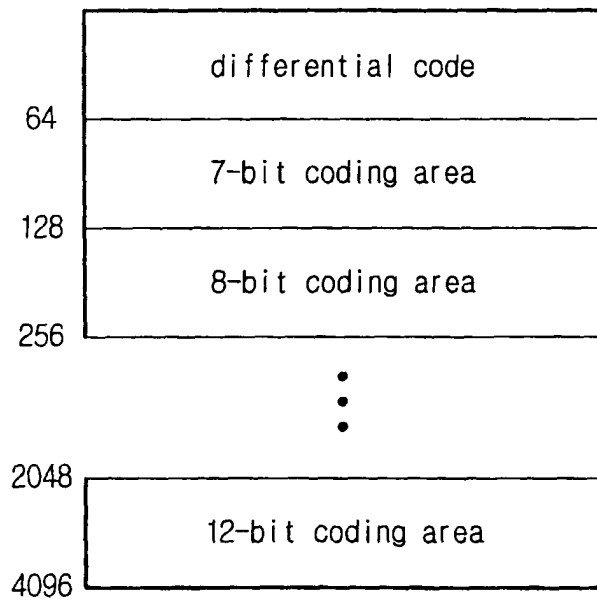 differential code
64
7-bit coding area
128
8-bit coding area
256
2048
12-bit coding area
4096